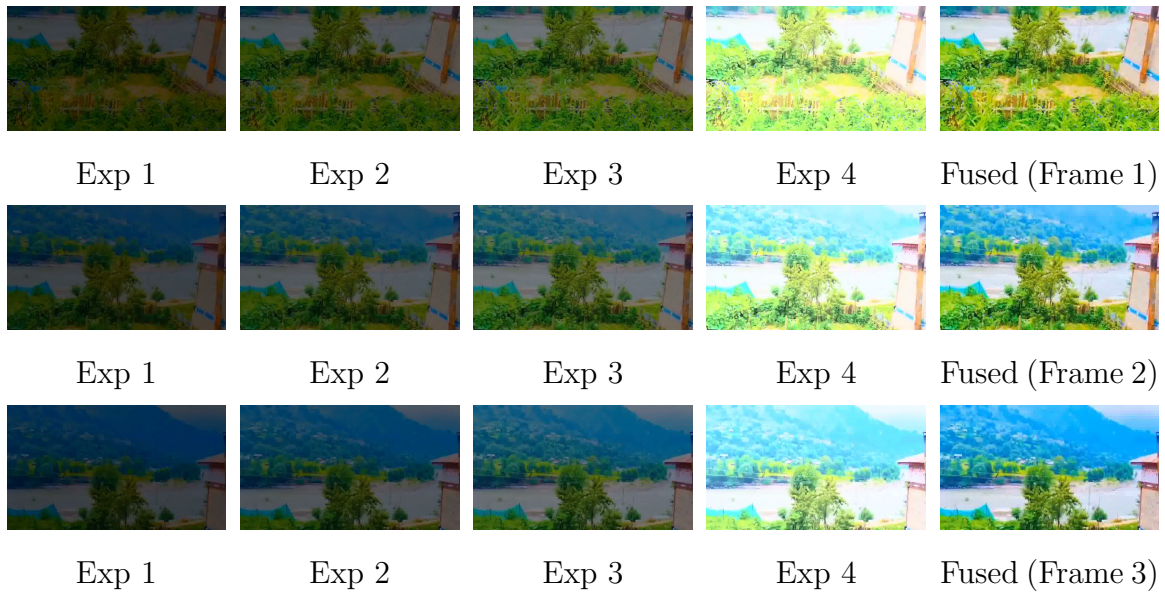 Exp 1 Exp 2 Exp 3 Exp 4 Fused (Frame 1)
Exp 1 Exp 2 Exp 3 Exp 4 Fused (Frame 2)
Exp 1 Exp 2 Exp 3 Exp 4 Fused (Frame 3)